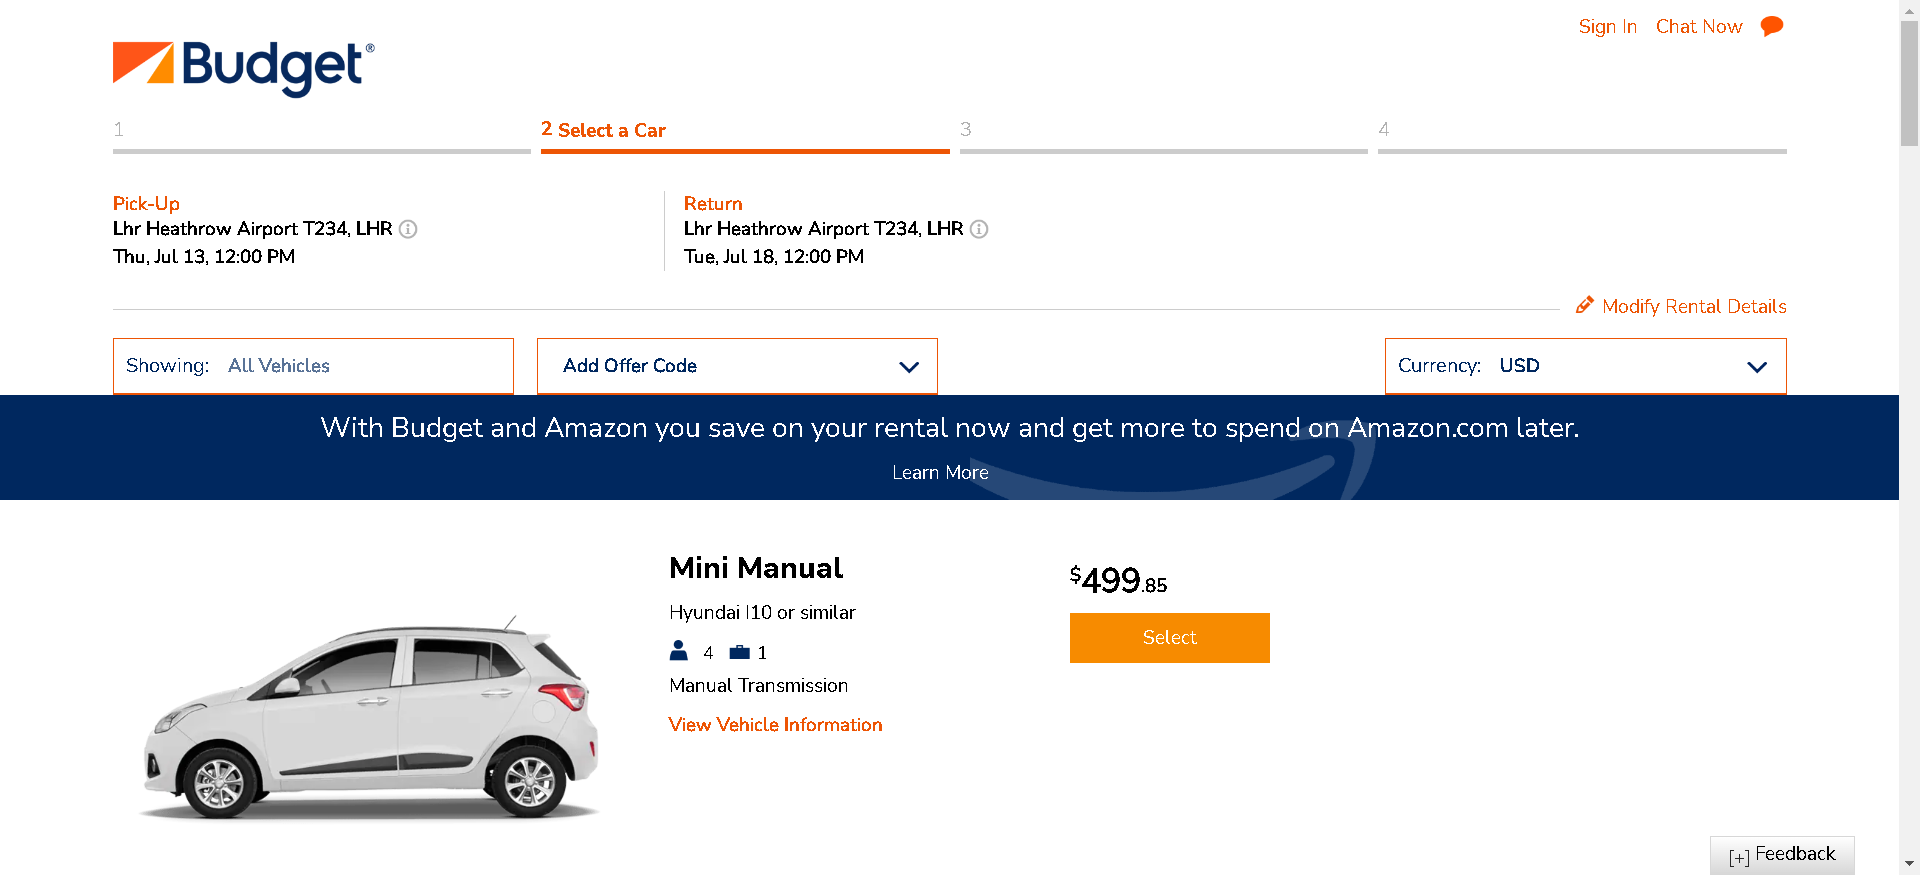 Sign In Chat Now
Budget®
1
2 Select a Car
3
4
Pick-Up
Lhr Heathrow Airport T234, LHR
Thu, Jul 13, 12:00 PM
Return
Lhr Heathrow Airport T234, LHR
Tue, Jul 18, 12:00 PM
Modify Rental Details
Showing: All Vehicles
Add Offer Code
Currency: USD
With Budget and Amazon you save on your rental now and get more to spend on Amazon.com later.
Learn More
Mini Manual
Hyundai I10 or similar
4 1
Manual Transmission
View Vehicle Information
$499.85
Select
[+] Feedback